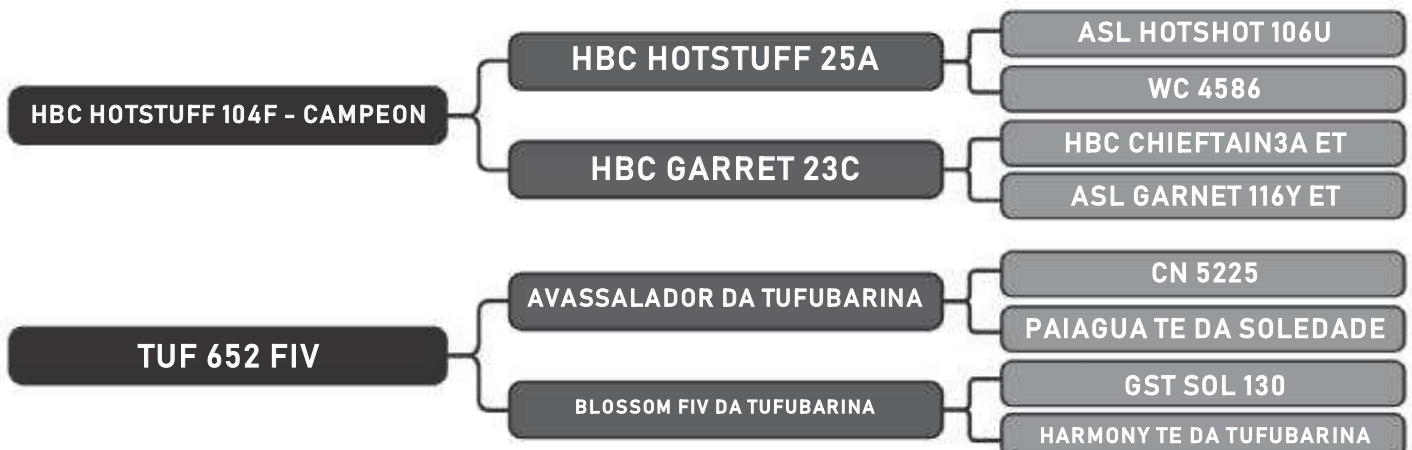 HBC HOTSTUFF 104F - CAMPEON
HBC HOTSTUFF 25A
ASL HOTSHOT 106U
WC 4586
HBC GARRET 23C
HBC CHIEFTAIN3A ET
ASL GARNET 116Y ET
TUF 652 FIV
AVASSALADOR DA TUFUBARINA
CN 5225
PAIAGUA TE DA SOLEDADE
BLOSSOM FIV DA TUFUBARINA
GST SOL 130
HARMONY TE DA TUFUBARINA